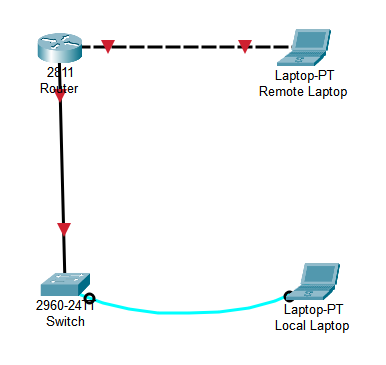 2811
Router
Laptop-PT
Remote Laptop
2960-24TT
Switch
Laptop-PT
Local Laptop